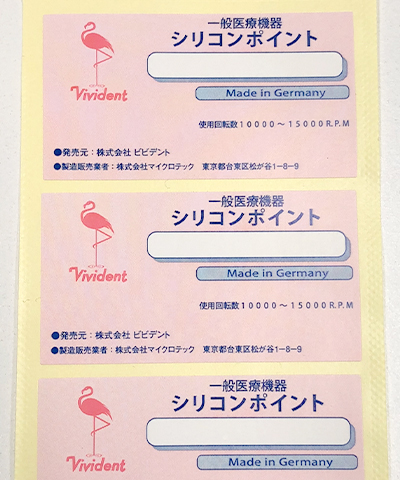 一般医療機器
シリコンポイント
Vivident
Made in Germany
使用回転数10000～15000R.P.M
●発売元：株式会社 ビビデント
●製造販売業者：株式会社マイクロテック 東京都台東区松が谷1-8-9
一般医療機器
シリコンポイント
Vivident
Made in Germany
使用回転数10000～15000R.P.M
●発売元：株式会社 ビビデント
●製造販売業者：株式会社マイクロテック 東京都台東区松が谷1-8-9
一般医療機器
シリコンポイント
Vivident
Made in Germany